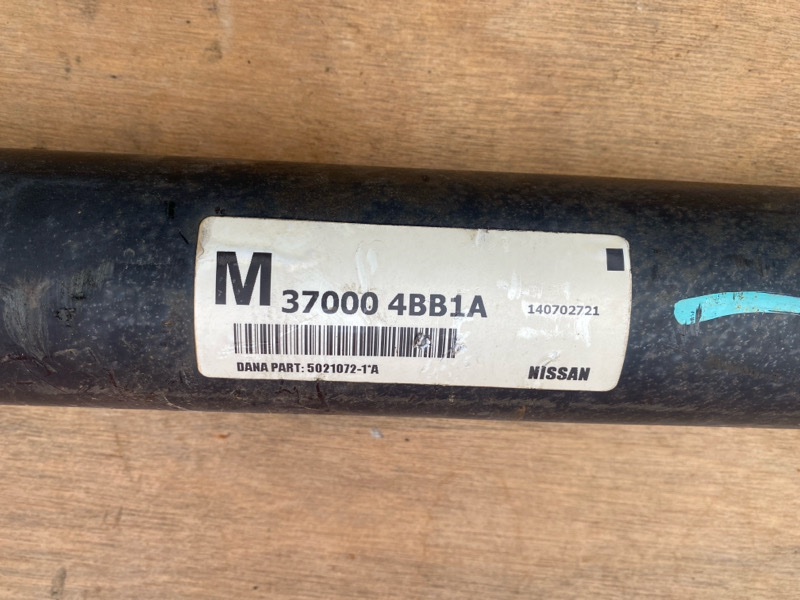 M 37000 4BB1A 140702721
DANA PART: 5021072-1*A NISSAN